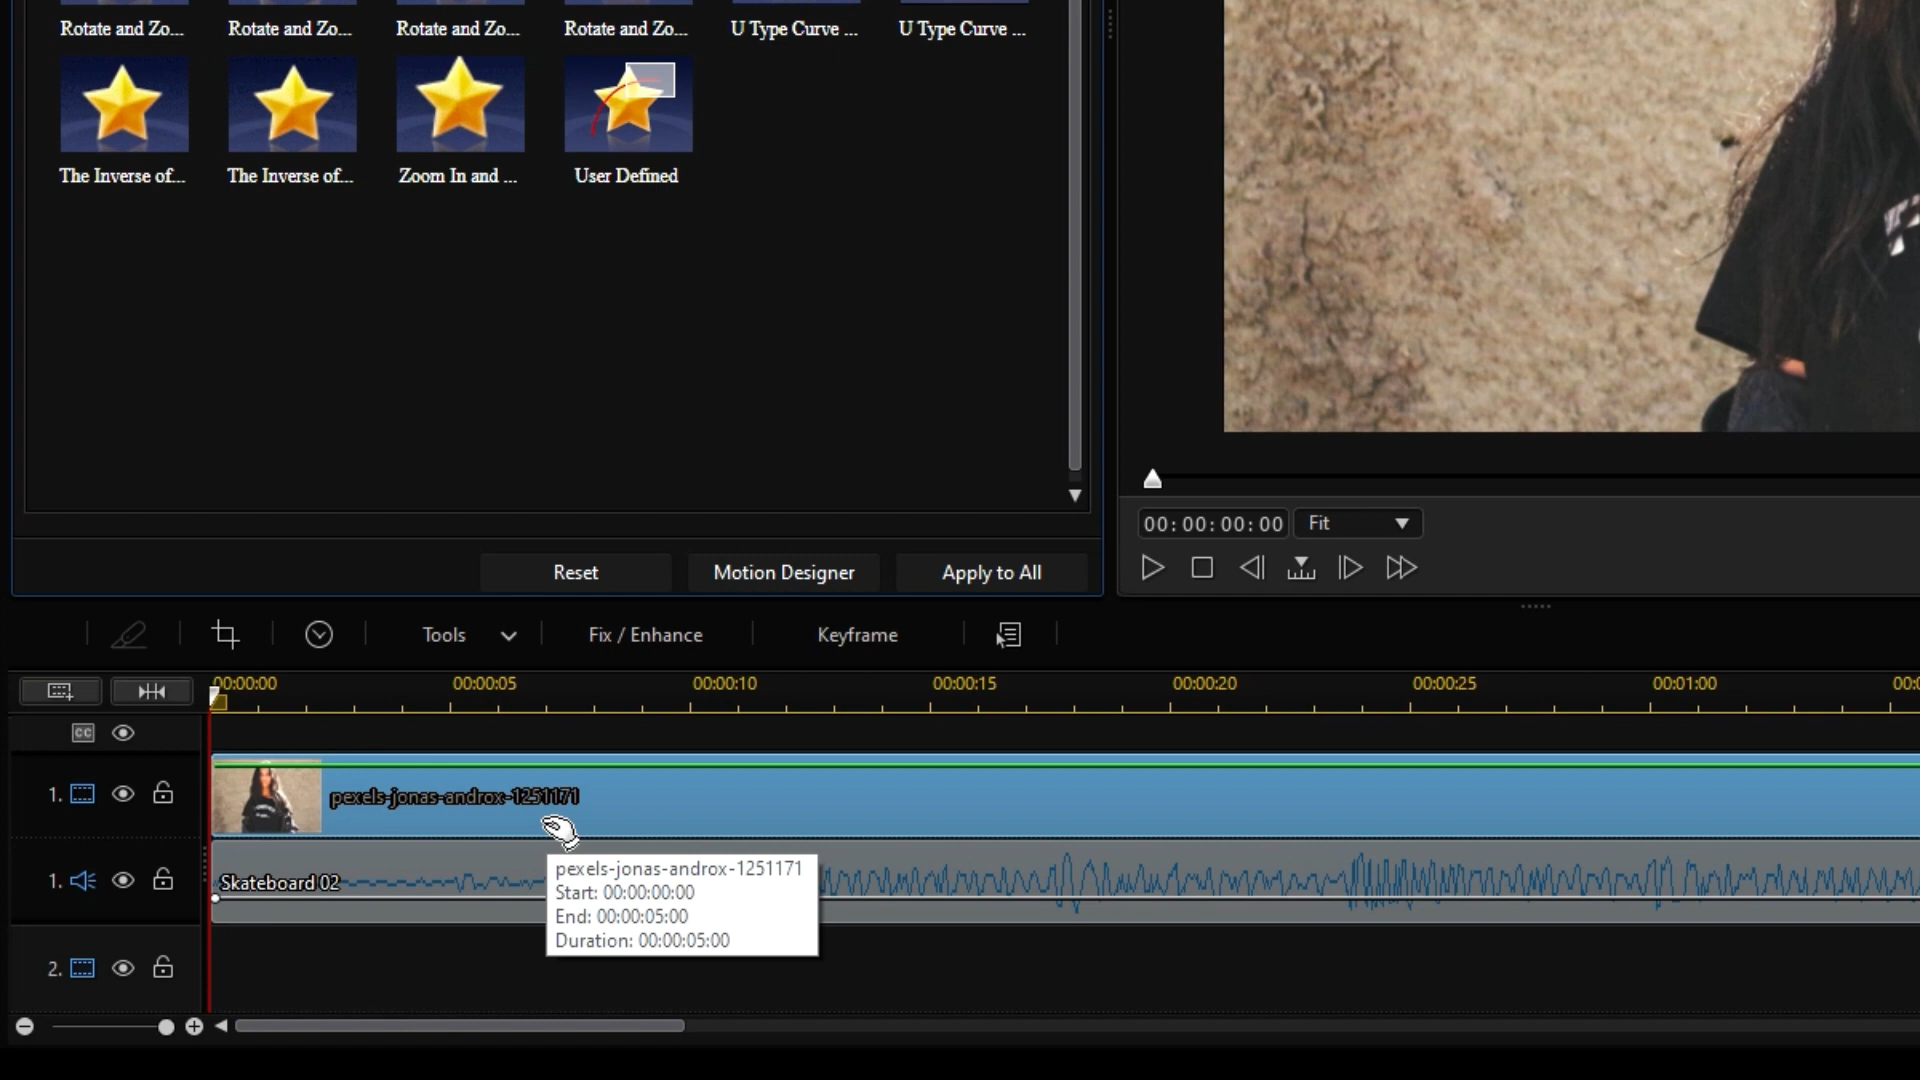 Rotate and Zo... Rotate and Zo... Rotate and Zo... Rotate and Zo... U Type Curve ... U Type Curve ...
The Inverse of... The Inverse of... Zoom In and ... User Defined
00:00:00:00 Fit
Reset Motion Designer Apply to All
Tools Fix / Enhance Keyframe
00:00:00 00:00:05 00:00:10 00:00:15 00:00:20 00:00:25 00:01:00 00:0
CC
1. pexels-jonas-androx-1251171
1. Skateboard 02
pexels-jonas-androx-1251171
Start: 00:00:00:00
End: 00:00:05:00
Duration: 00:00:05:00
2.